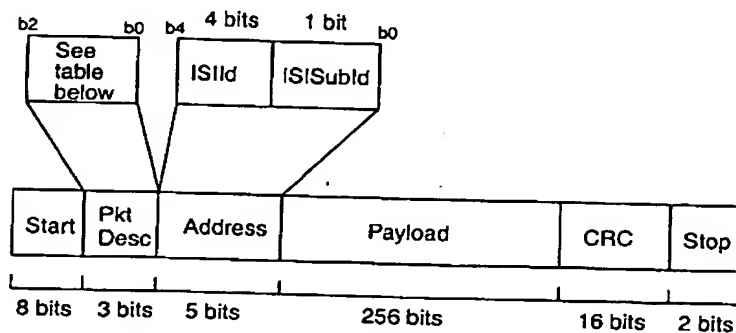 4 bits 1 bit
b2 b0 b4 b0
See
table
below
ISIId
ISISubId
Start
Pkt
Desc
Address
Payload
CRC
Stop
8 bits 3 bits 5 bits 256 bits 16 bits 2 bits